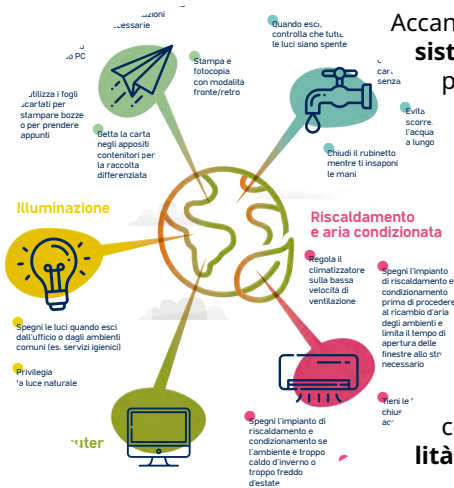 cessarie
Quando esci,
controlla che tutte
le luci siano spente
Accan
sist
p
PC
Stampa e
fotocopia
con modalità
fronte/retro
senza
utilizza i fogli
scartati per
stampare bozze
o per prendere
appunti
Getta la carta
negli appositi
contenitori per
la raccolta
differenziata
Evita
scorre
l'acqua
a lungo
Chiudi il rubinetto
mentre ti insaponi
le mani
Illuminazione
Riscaldamento
e aria condizionata
Regola il
climatizzatore
sulla bassa
velocità di
ventilazione
Spegni l'impianto
di riscaldamento e
condizionamento
prima di procedere
al ricambio d'aria
degli ambienti e
limita il tempo di
apertura delle
finestre allo
necessario
Spegni le luci quando esci
dall'ufficio o dagli ambienti
comuni (es. servizi igienici)
Privilegia
la luce naturale
Tieni le
chius
uter
Spegni l'impianto di
riscaldamento e
condizionamento se
l'ambiente è troppo
caldo d'inverno o
troppo freddo
d'estate
lità